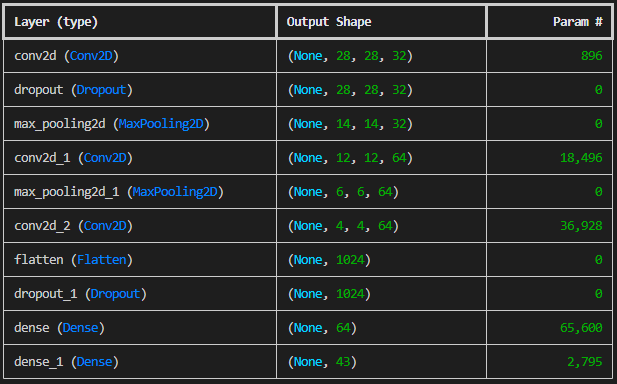 Layer (type) Output Shape Param #
conv2d (Conv2D) (None, 28, 28, 32) 896
dropout (Dropout) (None, 28, 28, 32) 0
max_pooling2d (MaxPooling2D) (None, 14, 14, 32) 0
conv2d_1 (Conv2D) (None, 12, 12, 64) 18,496
max_pooling2d_1 (MaxPooling2D) (None, 6, 6, 64) 0
conv2d_2 (Conv2D) (None, 4, 4, 64) 36,928
flatten (Flatten) (None, 1024) 0
dropout_1 (Dropout) (None, 1024) 0
dense (Dense) (None, 64) 65,600
dense_1 (Dense) (None, 43) 2,795